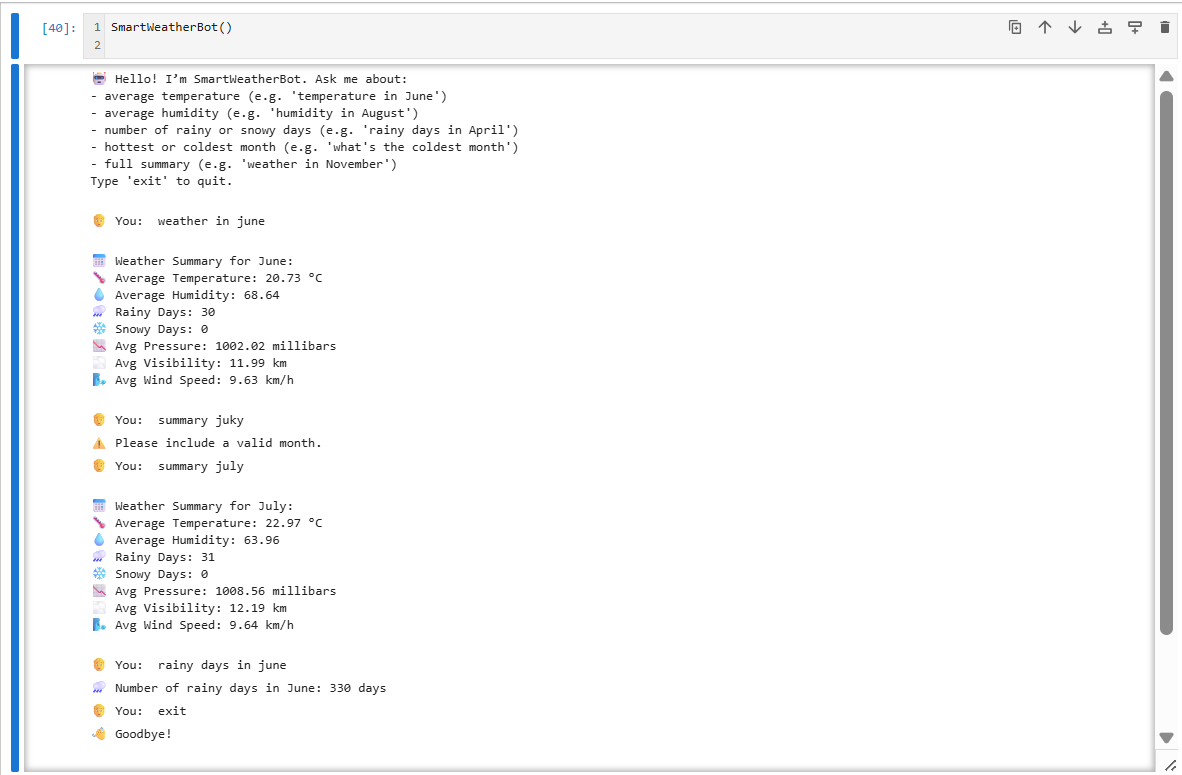 [40]: 1 SmartWeatherBot()
2
🤖 Hello! I’m SmartWeatherBot. Ask me about:
- average temperature (e.g. 'temperature in June')
- average humidity (e.g. 'humidity in August')
- number of rainy or snowy days (e.g. 'rainy days in April')
- hottest or coldest month (e.g. 'what's the coldest month')
- full summary (e.g. 'weather in November')
Type 'exit' to quit.
You: weather in june
Weather Summary for June:
Average Temperature: 20.73 °C
Average Humidity: 68.64
Rainy Days: 30
Snowy Days: 0
Avg Pressure: 1002.02 millibars
Avg Visibility: 11.99 km
Avg Wind Speed: 9.63 km/h
You: summary juky
Please include a valid month.
You: summary july
Weather Summary for July:
Average Temperature: 22.97 °C
Average Humidity: 63.96
Rainy Days: 31
Snowy Days: 0
Avg Pressure: 1008.56 millibars
Avg Visibility: 12.19 km
Avg Wind Speed: 9.64 km/h
You: rainy days in june
Number of rainy days in June: 330 days
You: exit
Goodbye!